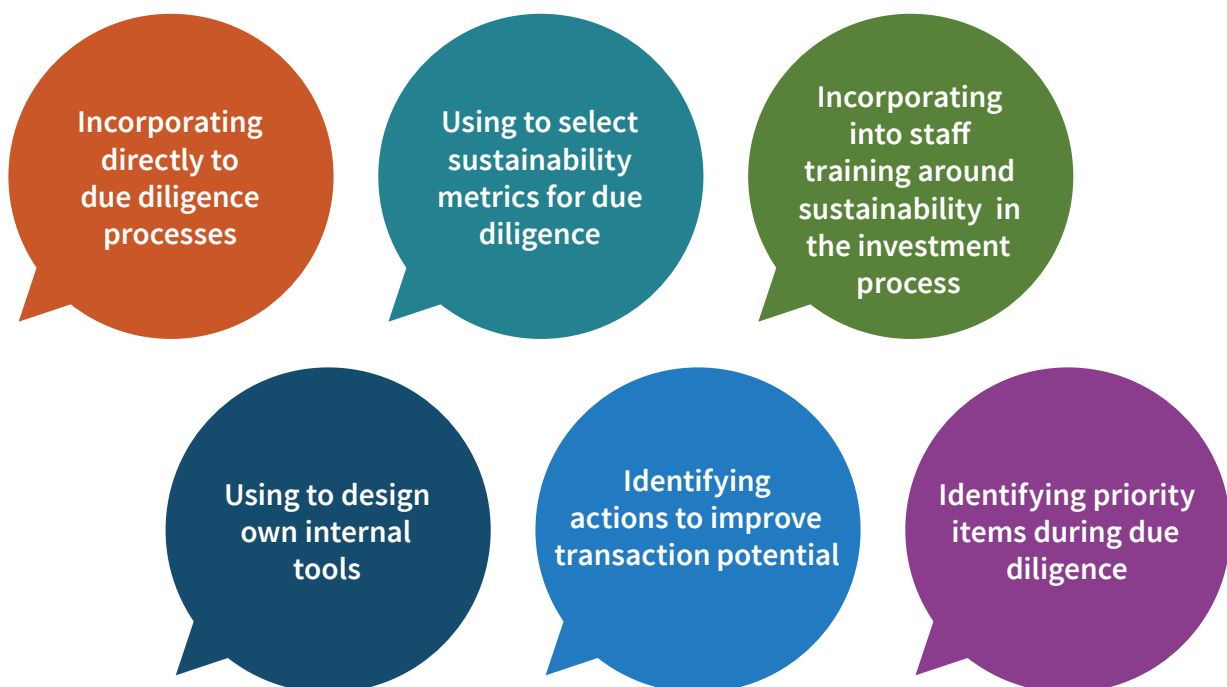 Incorporating
directly to
due diligence
processes
Using to select
sustainability
metrics for due
diligence
Incorporating
into staff
training around
sustainability  in
the investment
process
Using to design
own internal
tools
Identifying
actions to improve
transaction potential
Identifying priority
items during due
diligence